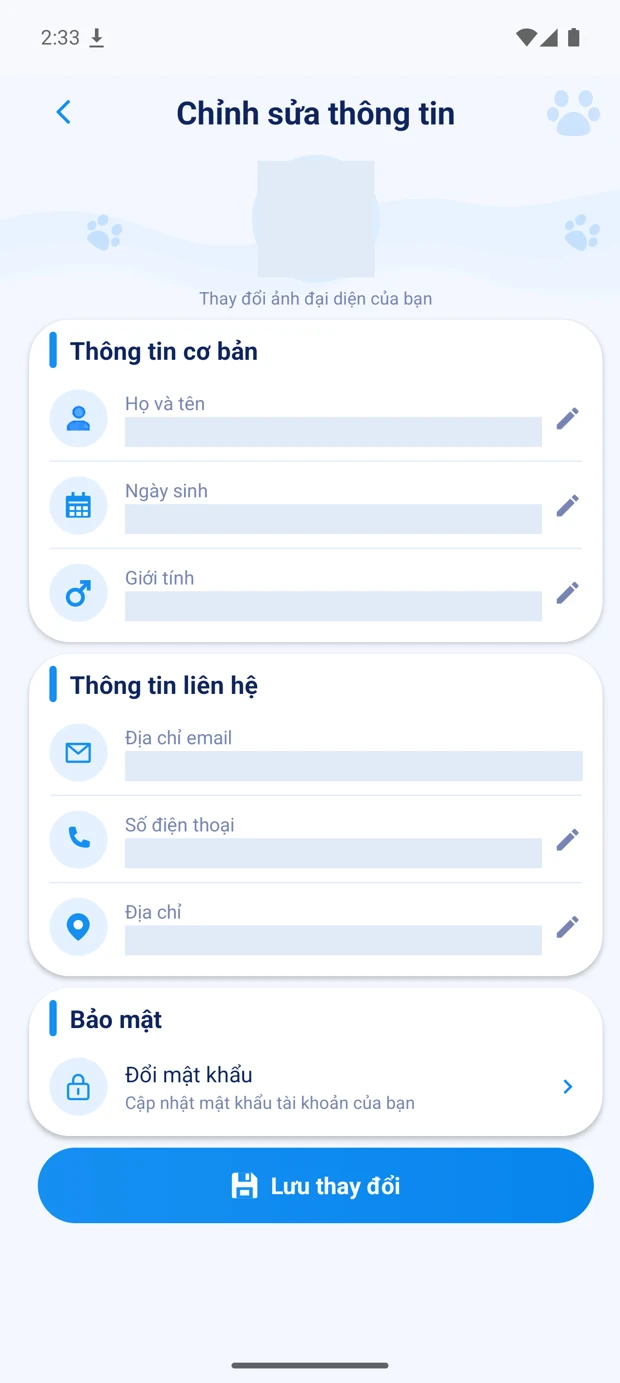 2:33
Chỉnh sửa thông tin
Thay đổi ảnh đại diện của bạn
Thông tin cơ bản
Họ và tên
Ngày sinh
Giới tính
Thông tin liên hệ
Địa chỉ email
Số điện thoại
Địa chỉ
Bảo mật
Đổi mật khẩu
Cập nhật mật khẩu tài khoản của bạn
Lưu thay đổi